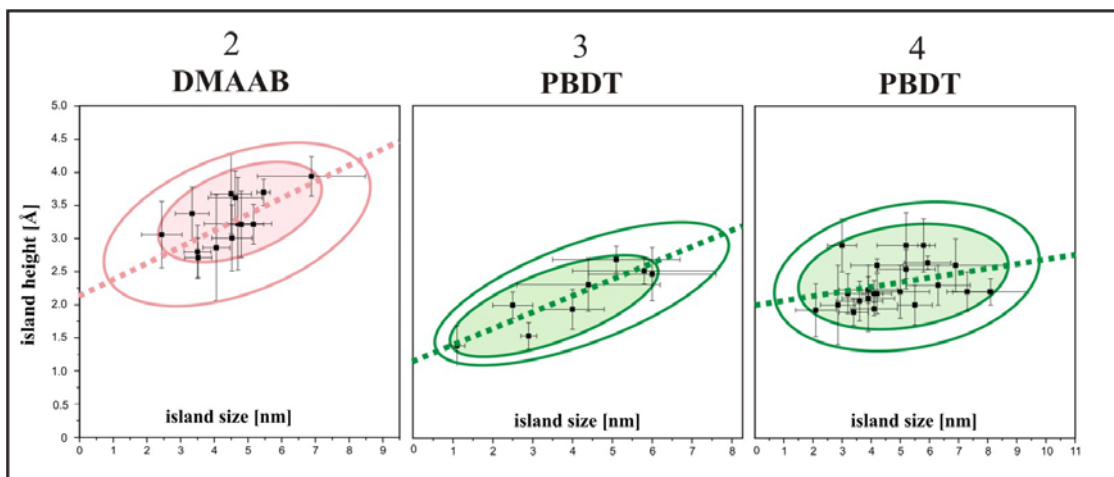 2
DMAAB
3
PBDT
4
PBDT
island height [Å]
5.0
4.5
4.0
3.5
3.0
2.5
2.0
1.5
1.0
0.5
0
island size [nm]
island size [nm]
island size [nm]
0 1 2 3 4 5 6 7 8 9
0 1 2 3 4 5 6 7 8
0 1 2 3 4 5 6 7 8 9 10 11